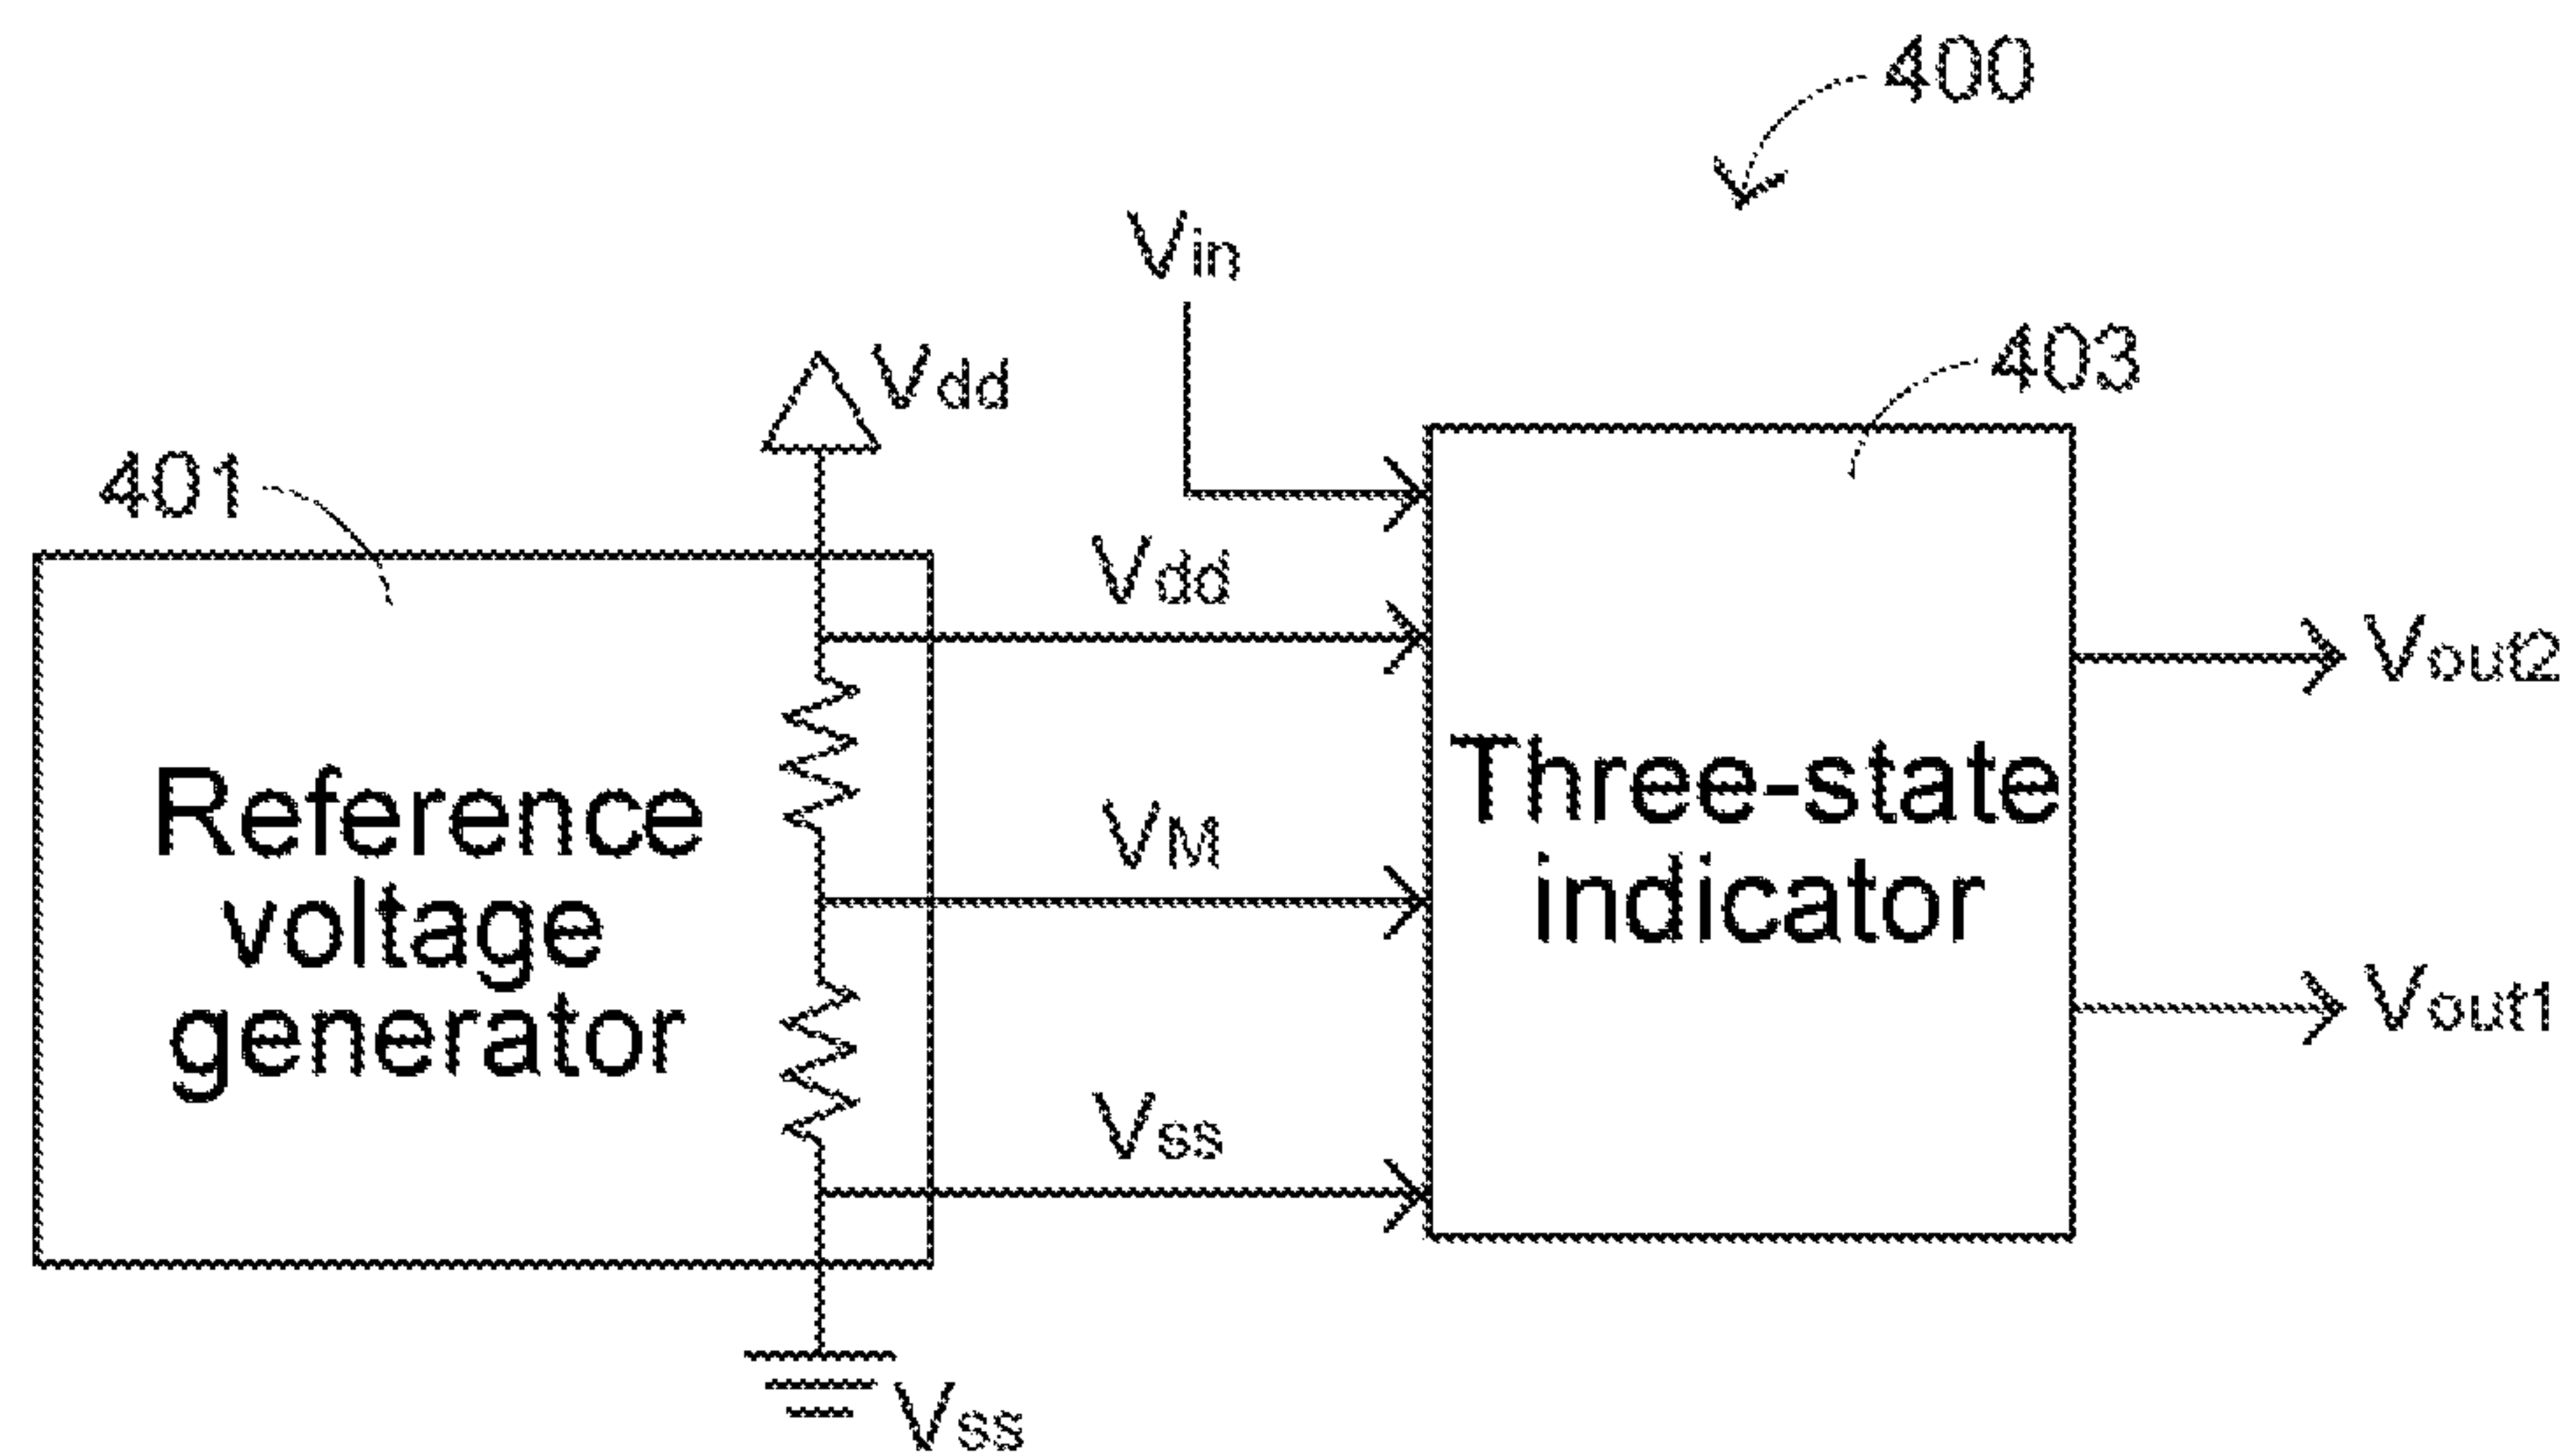 400
Vin
403
Vdd
401
Vdd
Vout2
Three-state
indicator
VM
Reference
voltage
generator
Vout1
Vss
Vss